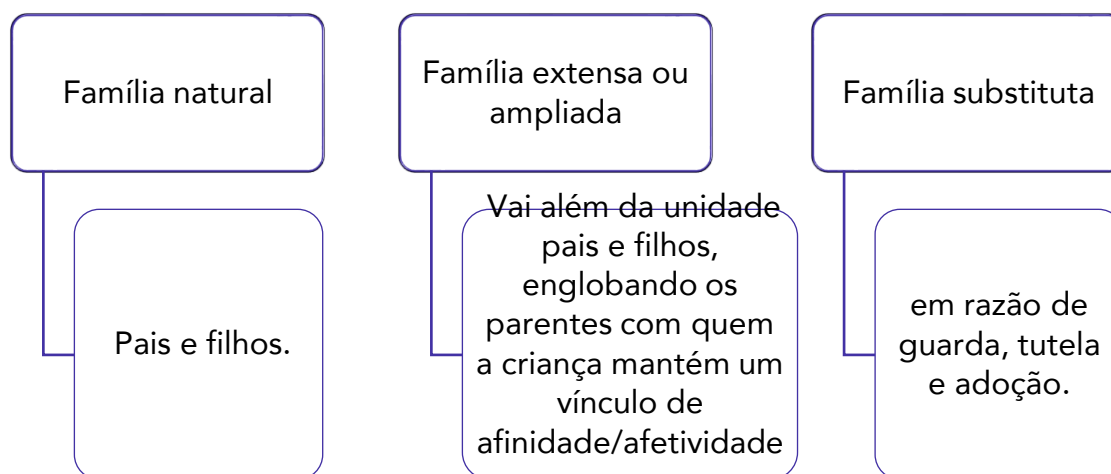 Família natural
Pais e filhos.
Família extensa ou
ampliada
Vai além da unidade
pais e filhos,
englobando os
parentes com quem
a criança mantém um
vínculo de
afinidade/afetividade
Família substituta
em razão de
guarda, tutela
e adoção.